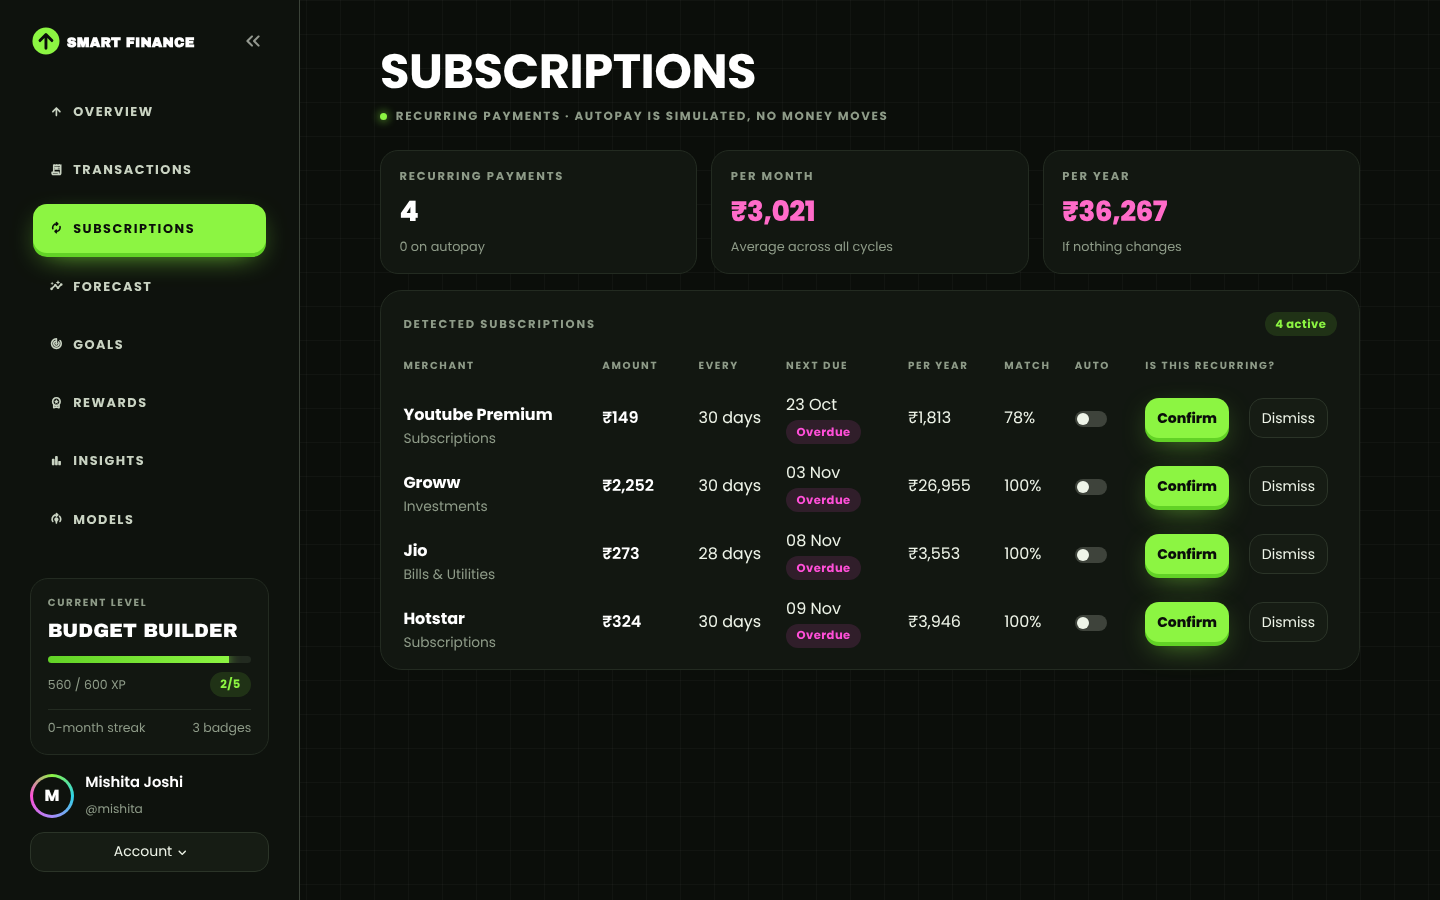 SMART FINANCE
OVERVIEW
TRANSACTIONS
SUBSCRIPTIONS
FORECAST
GOALS
REWARDS
INSIGHTS
MODELS
CURRENT LEVEL
BUDGET BUILDER
560 / 600 XP 2/5
0-month streak 3 badges
M
Mishita Joshi
@mishita
Account
SUBSCRIPTIONS
RECURRING PAYMENTS · AUTOPAY IS SIMULATED, NO MONEY MOVES
RECURRING PAYMENTS
4
0 on autopay
PER MONTH
₹3,021
Average across all cycles
PER YEAR
₹36,267
If nothing changes
DETECTED SUBSCRIPTIONS 4 active
MERCHANT AMOUNT EVERY NEXT DUE PER YEAR MATCH AUTO IS THIS RECURRING?
Youtube Premium ₹149 30 days 23 Oct ₹1,813 78% Confirm Dismiss
Subscriptions Overdue
Groww ₹2,252 30 days 03 Nov ₹26,955 100% Confirm Dismiss
Investments Overdue
Jio ₹273 28 days 08 Nov ₹3,553 100% Confirm Dismiss
Bills & Utilities Overdue
Hotstar ₹324 30 days 09 Nov ₹3,946 100% Confirm Dismiss
Subscriptions Overdue